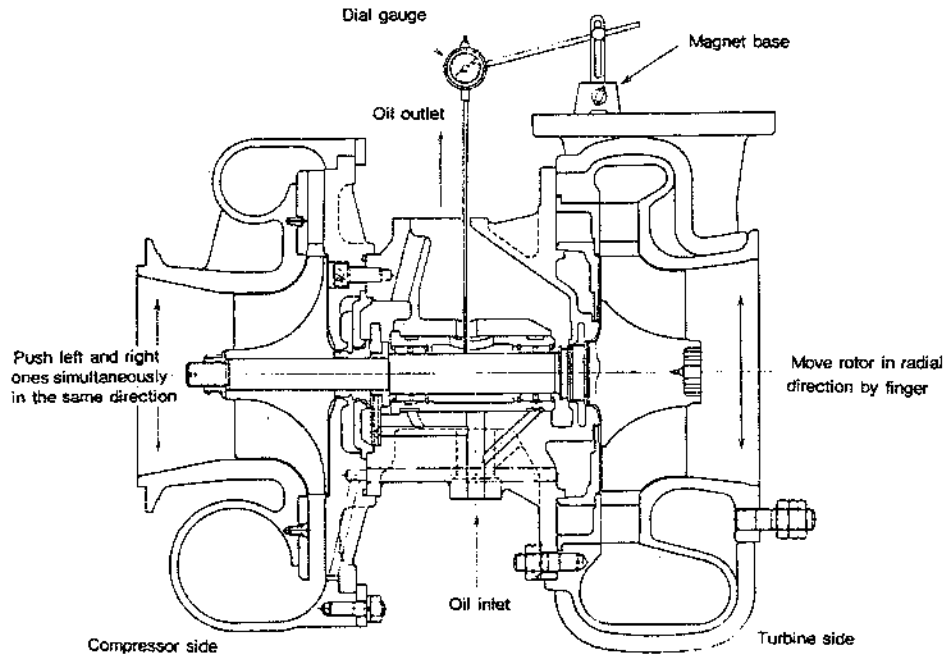 Dial gauge
Magnet base
Oil outlet
Push left and right
ones simultaneously
in the same direction
Move rotor in radial
direction by finger
Oil inlet
Compressor side
Turbine side